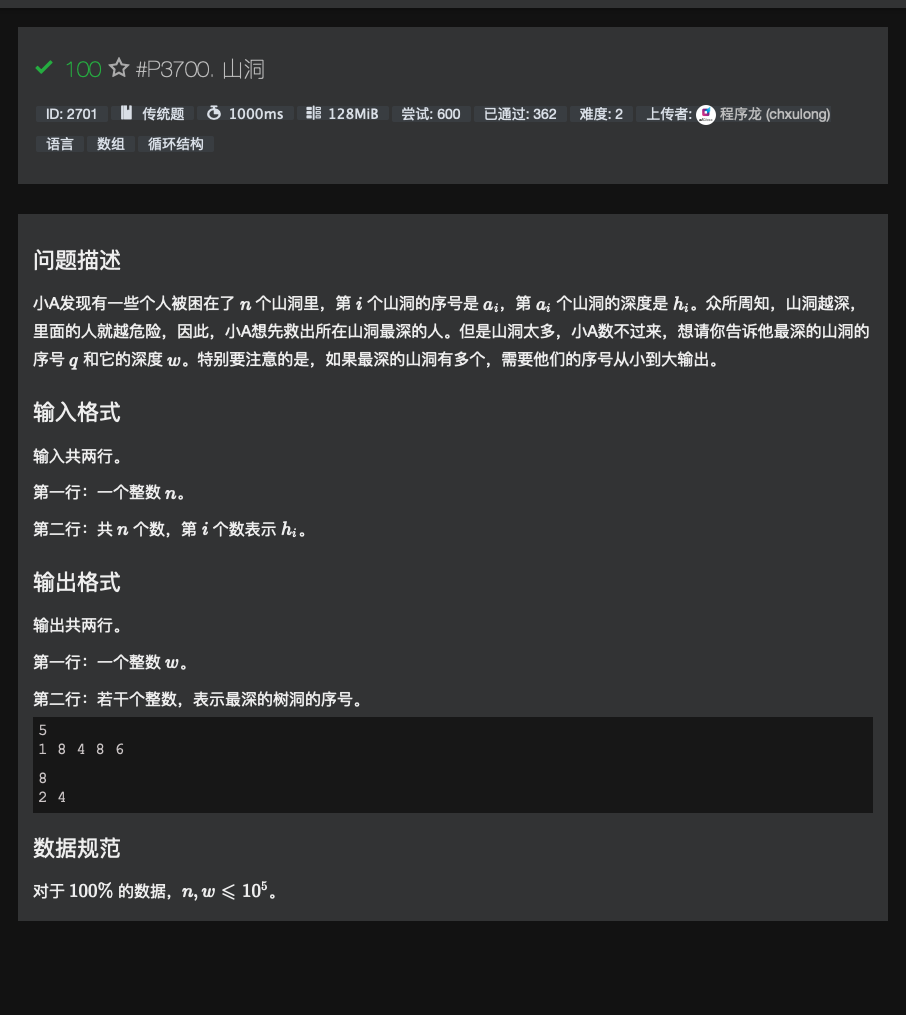 100 #P3700. 山洞
ID: 2701 传统题 1000ms 128MiB 尝试: 600 已通过: 362 难度: 2 上传者: 程序龙 (chxulong)
语言 数组 循环结构
问题描述
小A发现有一些个人被困在了 n 个山洞里，第 i 个山洞的序号是 aᵢ，第 aᵢ 个山洞的深度是 hᵢ。众所周知，山洞越深，
里面的人就越危险，因此，小A想先救出所在山洞最深的人。但是山洞太多，小A数不过来，想请你告诉他最深的山洞的
序号 q 和它的深度 w。特别要注意的是，如果最深的山洞有多个，需要他们的序号从小到大输出。
输入格式
输入共两行。
第一行：一个整数 n。
第二行：共 n 个数，第 i 个数表示 hᵢ。
输出格式
输出共两行。
第一行：一个整数 w。
第二行：若干个整数，表示最深的树洞的序号。
5
1 8 4 8 6
8
2 4
数据规范
对于 100% 的数据，n, w ⩽ 10⁵。